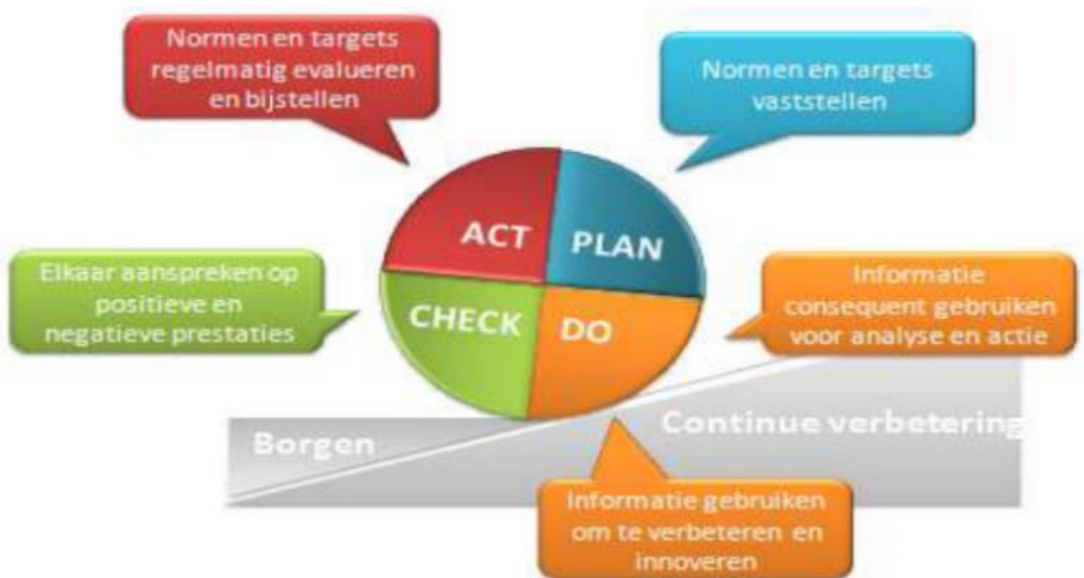 Normen en targets
regelmatig evalueren
en bijstellen
Normen en targets
vaststellen
ACT
PLAN
Elkaar aanspreken op
positieve en
negatieve prestaties
CHECK
DO
Informatie
consequent gebruiken
voor analyse en actie
Borgen
Continue verbetering
Informatie gebruiken
om te verbeteren en
innoveren